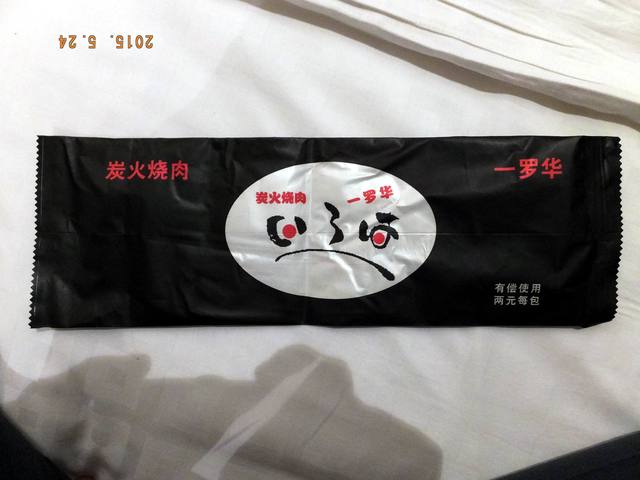 2015. 5. 24
炭火烧肉
一罗华
炭火烧肉
一罗华
いろは
有偿使用
两元每包